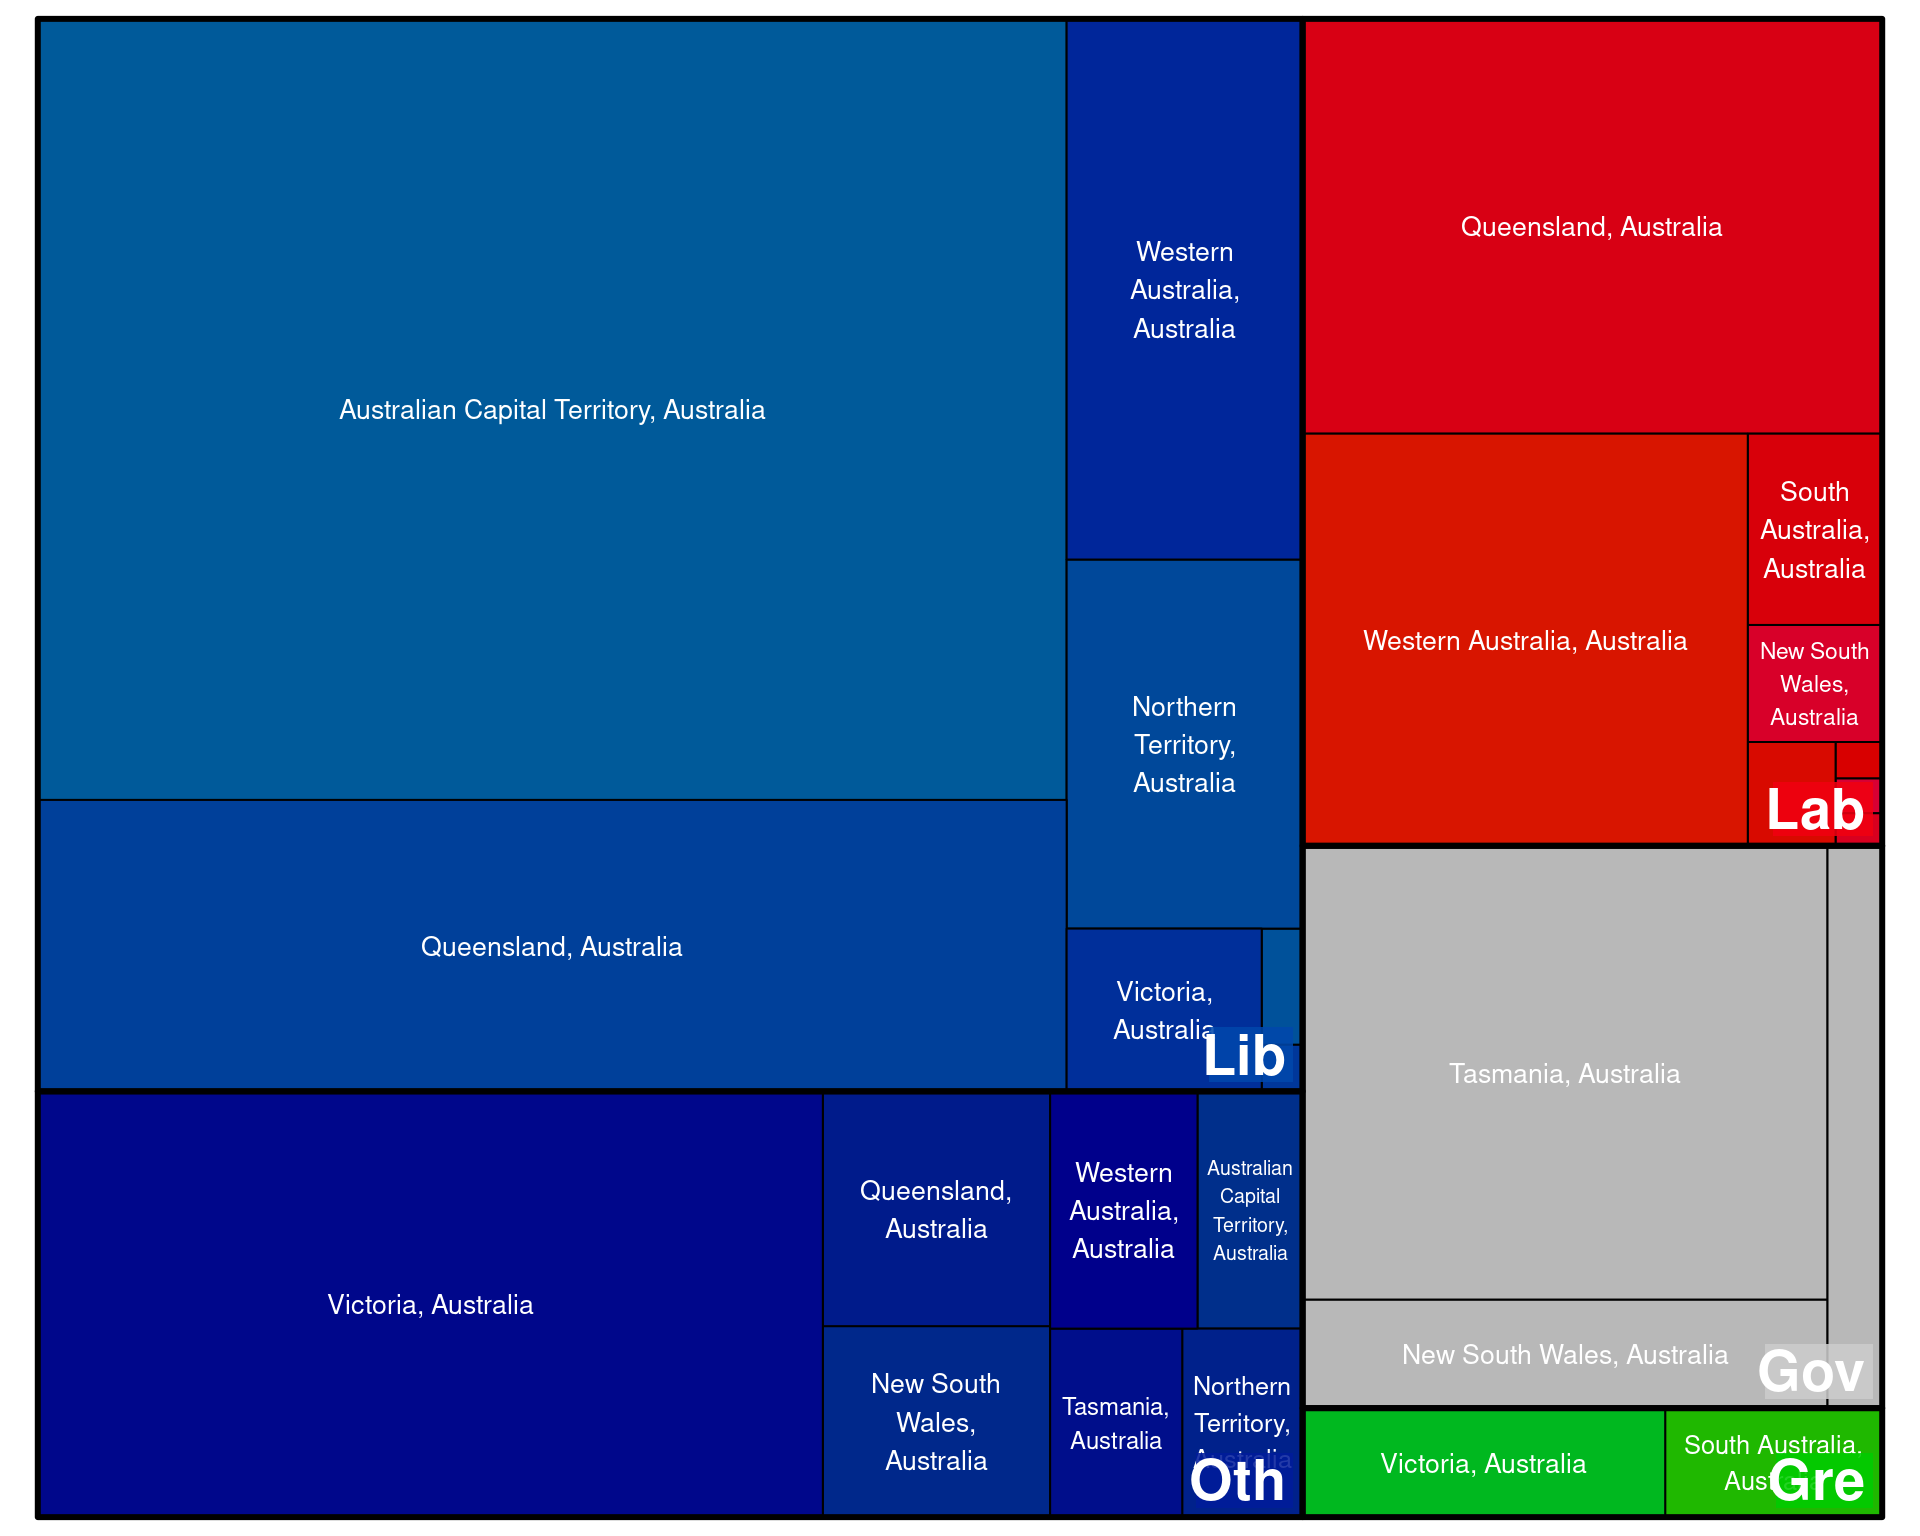 Australian Capital Territory, Australia
Western
Australia,
Australia
Northern
Territory,
Australia
Queensland, Australia
Victoria,
Australia
Lib
Queensland, Australia
Western Australia, Australia
South
Australia,
Australia
New South
Wales,
Australia
Lab
Victoria, Australia
Queensland,
Australia
New South
Wales,
Australia
Western
Australia,
Australia
Australian
Capital
Territory,
Australia
Tasmania,
Australia
Northern
Territory,
Australia
Oth
Tasmania, Australia
New South Wales, Australia
Gov
Victoria, Australia
South Australia,
Gre